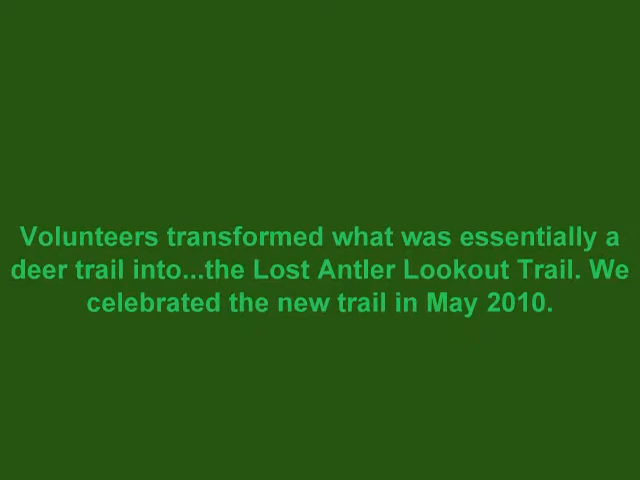 Volunteers transformed what was essentially a
deer trail into...the Lost Antler Lookout Trail. We
celebrated the new trail in May 2010.